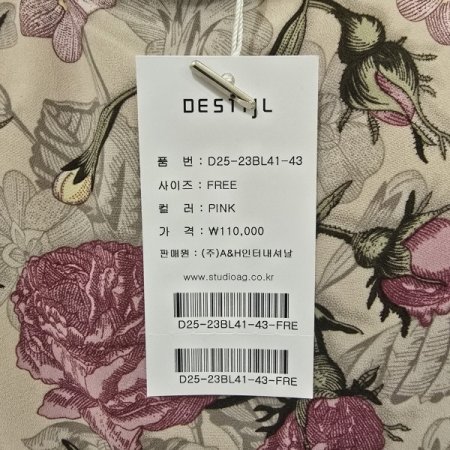 DESTIJL
품 번 : D25-23BL41-43
사이즈 : FREE
컬 러 : PINK
가 격 : ₩110,000
판매원 : (주)A&H인터내셔날
www.studioag.co.kr
D25-23BL41-43-FRE
D25-23BL41-43-FRE